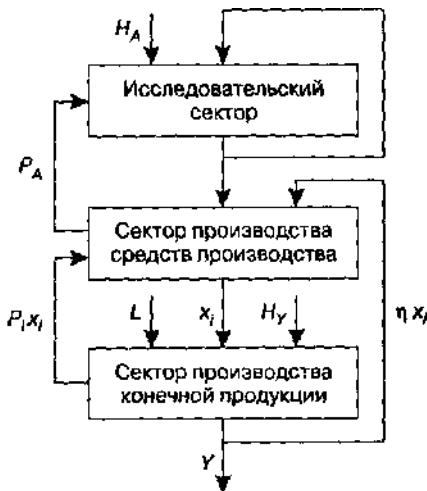 H_A
Исследовательский
сектор
P_A
Сектор производства
средств производства
P_i x_i
L
x_i
H_Y
η x_i
Сектор производства
конечной продукции
Y